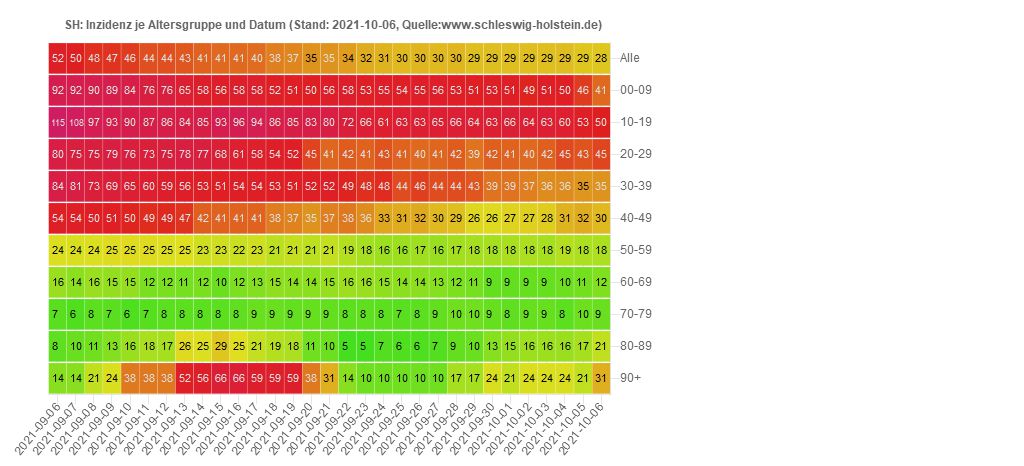 SH: Inzidenz je Altersgruppe und Datum (Stand: 2021-10-06, Quelle:www.schleswig-holstein.de)
52 50 48 47 46 44 44 43 41 41 41 40 38 37 35 35 34 32 31 30 30 30 30 29 29 29 29 29 29 29 28 Alle
92 92 90 89 84 76 76 65 58 56 58 58 52 51 50 56 58 53 55 54 55 56 53 51 53 51 49 51 50 46 41 00-09
115 108 97 93 90 87 86 84 85 93 96 94 86 85 83 80 72 66 61 63 63 65 66 64 63 66 64 63 60 53 50 10-19
80 75 75 79 76 73 75 78 77 68 61 58 54 52 45 41 42 41 43 41 40 41 42 39 42 41 40 42 45 43 45 20-29
84 81 73 69 65 60 59 56 53 51 54 54 53 51 52 52 49 48 48 44 46 44 44 43 39 39 37 36 36 35 35 30-39
54 54 50 51 50 49 49 47 42 41 41 41 38 37 35 37 38 36 33 31 32 30 29 26 26 27 27 28 31 32 30 40-49
24 24 24 25 25 25 25 25 23 23 22 23 21 21 21 21 19 18 16 16 17 16 17 18 18 18 18 18 19 18 18 50-59
16 14 16 15 15 12 12 11 12 10 12 13 15 14 14 15 16 16 15 14 14 13 12 11 9 9 9 9 10 11 12 60-69
7 6 8 7 6 7 8 8 8 8 8 9 9 9 9 9 8 8 8 7 8 9 10 10 9 8 9 9 8 10 9 70-79
8 10 11 13 16 18 17 26 25 29 25 21 19 18 11 10 5 5 7 6 6 7 9 10 13 15 16 16 16 17 21 80-89
14 14 21 24 38 38 38 52 56 66 66 59 59 59 38 31 14 10 10 10 10 10 17 17 24 21 24 24 24 21 31 90+
2021-09-06 2021-09-07 2021-09-08 2021-09-09 2021-09-10 2021-09-11 2021-09-12 2021-09-13 2021-09-14 2021-09-15 2021-09-16 2021-09-17 2021-09-18 2021-09-19 2021-09-20 2021-09-21 2021-09-22 2021-09-23 2021-09-24 2021-09-25 2021-09-26 2021-09-27 2021-09-28 2021-09-29 2021-09-30 2021-10-01 2021-10-02 2021-10-03 2021-10-04 2021-10-05 2021-10-06